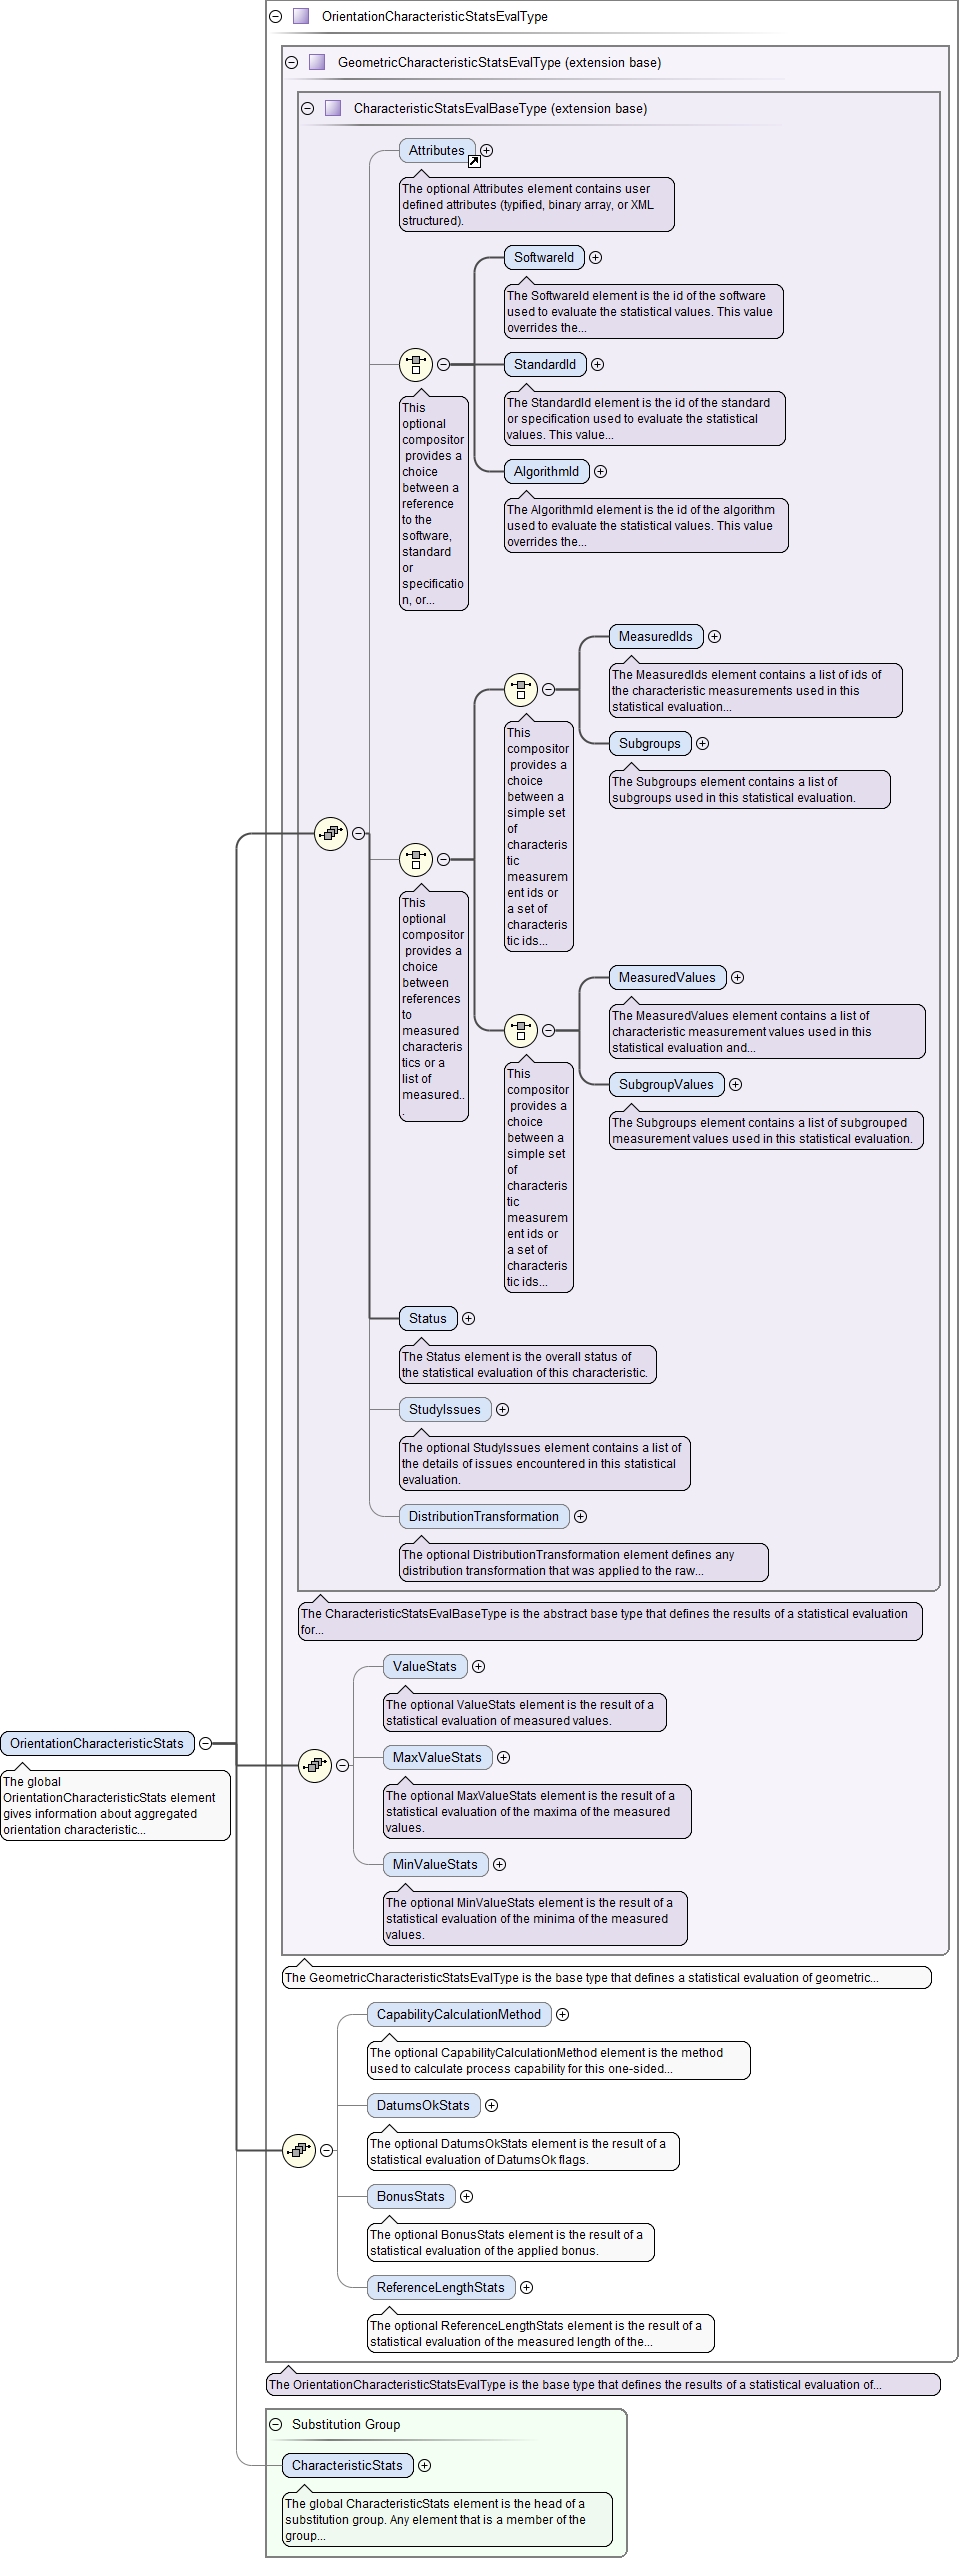 OrientationCharacteristicStatsEvalType
GeometricCharacteristicStatsEvalType (extension base)
CharacteristicStatsEvalBaseType (extension base)
Attributes
The optional Attributes element contains user
defined attributes (typified, binary array, or XML
structured).
SoftwareId
The SoftwareId element is the id of the software
used to evaluate the statistical values. This value
overrides the...
StandardId
The StandardId element is the id of the standard
or specification used to evaluate the statistical
values. This value...
AlgorithmId
The AlgorithmId element is the id of the algorithm
used to evaluate the statistical values. This value
overrides the...
This
optional
compositor
provides a
choice
between a
reference
to the
software,
standard
or
specificatio
n, or...
MeasuredIds
The MeasuredIds element contains a list of ids of
the characteristic measurements used in this
statistical evaluation...
Subgroups
The Subgroups element contains a list of
subgroups used in this statistical evaluation.
This
compositor
provides a
choice
between a
simple set
of
characteris
tic
measurem
ent ids or
a set of
characteris
tic ids...
This
optional
compositor
provides a
choice
between
references
to
measured
characteris
tics or a
list of
measured..
.
MeasuredValues
The MeasuredValues element contains a list of
characteristic measurement values used in this
statistical evaluation and...
SubgroupValues
The Subgroups element contains a list of subgrouped
measurement values used in this statistical evaluation.
This
compositor
provides a
choice
between a
simple set
of
characteris
tic
measurem
ent ids or
a set of
characteris
tic ids...
Status
The Status element is the overall status of
the statistical evaluation of this characteristic.
StudyIssues
The optional StudyIssues element contains a list of
the details of issues encountered in this statistical
evaluation.
DistributionTransformation
The optional DistributionTransformation element defines any
distribution transformation that was applied to the raw...
The CharacteristicStatsEvalBaseType is the abstract base type that defines the results of a statistical evaluation
for...
ValueStats
The optional ValueStats element is the result of a
statistical evaluation of measured values.
OrientationCharacteristicStats
The global
OrientationCharacteristicStats element
gives information about aggregated
orientation characteristic...
MaxValueStats
The optional MaxValueStats element is the result of a
statistical evaluation of the maxima of the measured
values.
MinValueStats
The optional MinValueStats element is the result of a
statistical evaluation of the minima of the measured
values.
The GeometricCharacteristicStatsEvalType is the base type that defines a statistical evaluation of geometric...
CapabilityCalculationMethod
The optional CapabilityCalculationMethod element is the method
used to calculate process capability for this one-sided...
DatumsOkStats
The optional DatumsOkStats element is the result of a
statistical evaluation of DatumsOk flags.
BonusStats
The optional BonusStats element is the result of a
statistical evaluation of the applied bonus.
ReferenceLengthStats
The optional ReferenceLengthStats element is the result of a
statistical evaluation of the measured length of the...
The OrientationCharacteristicStatsEvalType is the base type that defines the results of a statistical evaluation of...
Substitution Group
CharacteristicStats
The global CharacteristicStats element is the head of a
substitution group. Any element that is a member of the
group...